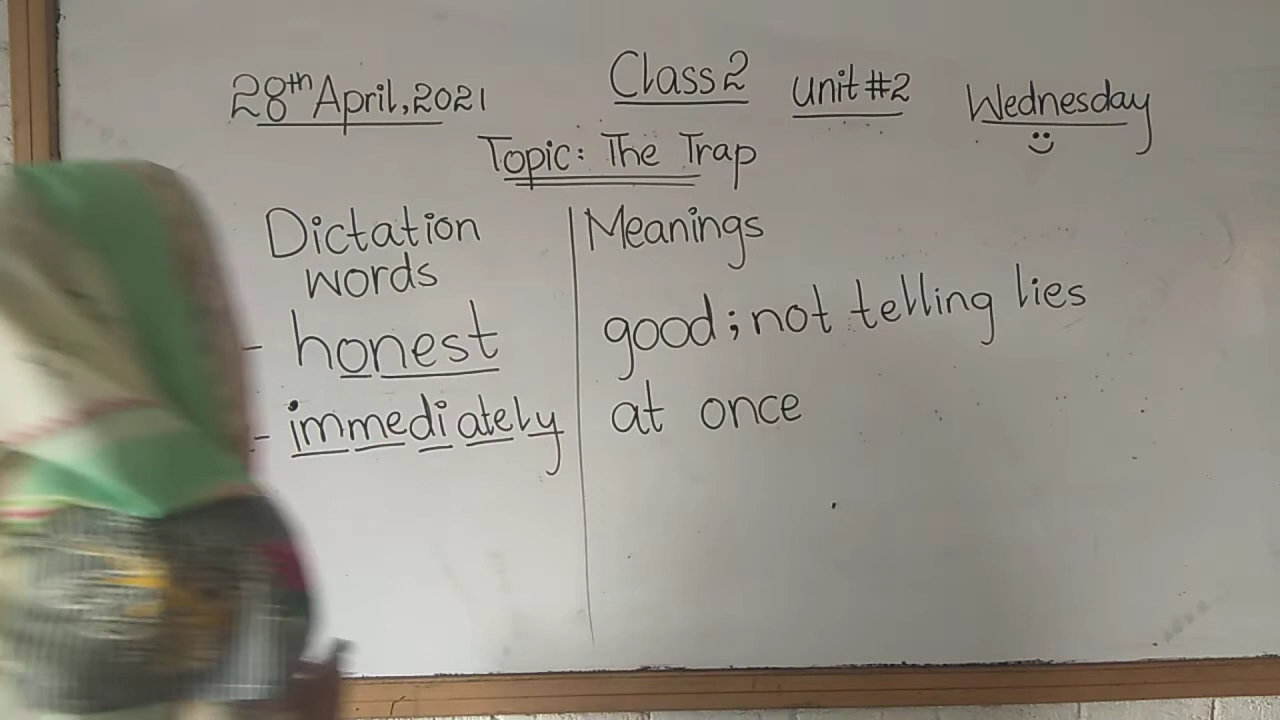 28th April, 2021 Class 2 Unit #2 Wednesday
Topic: The Trap
Dictation words Meanings
- honest good; not telling lies
- immediately at once